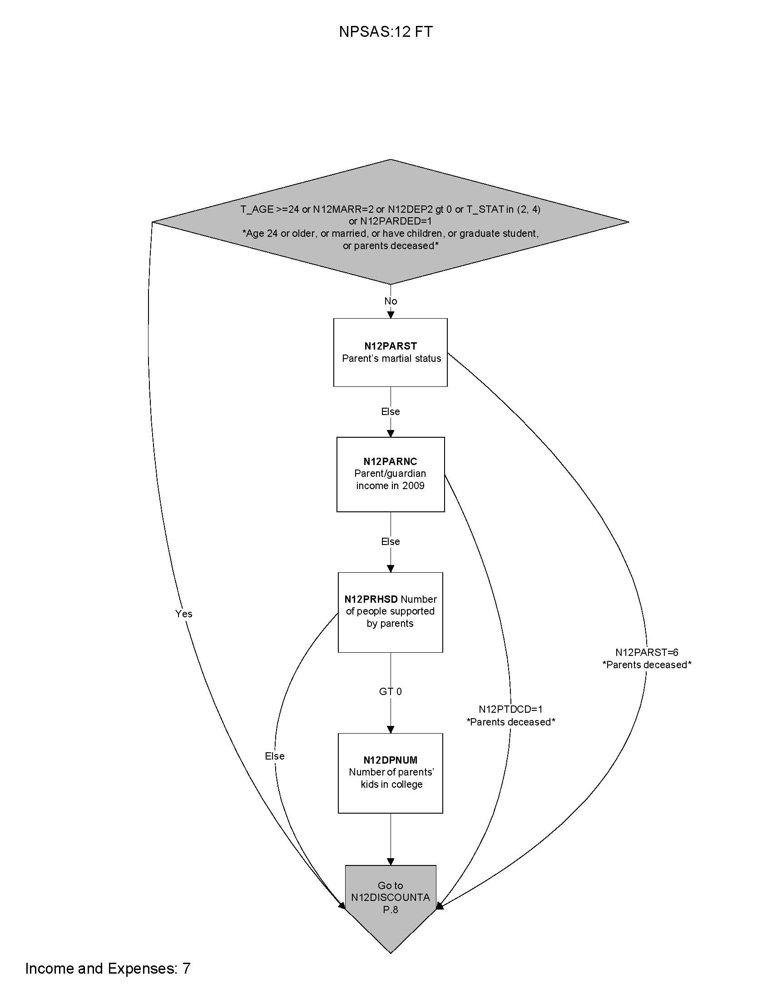 NPSAS:12 FT
T_AGE >=24 or N12MARR=2 or N12DEP2 gt 0 or T_STAT in (2, 4)
or N12PARDED=1
*Age 24 or older, or married, or have children, or graduate student,
or parents deceased*
No
N12PARST
Parent's martial status
Else
N12PARNC
Parent/guardian
income in 2009
Else
N12PRHSD Number
of people supported
by parents
Yes
N12PARST=6
*Parents deceased*
GT 0
N12PTDCD=1
*Parents deceased*
Else
N12DPNUM
Number of parents'
kids in college
Go to
N12DISCOUNTA
P.8
Income and Expenses: 7